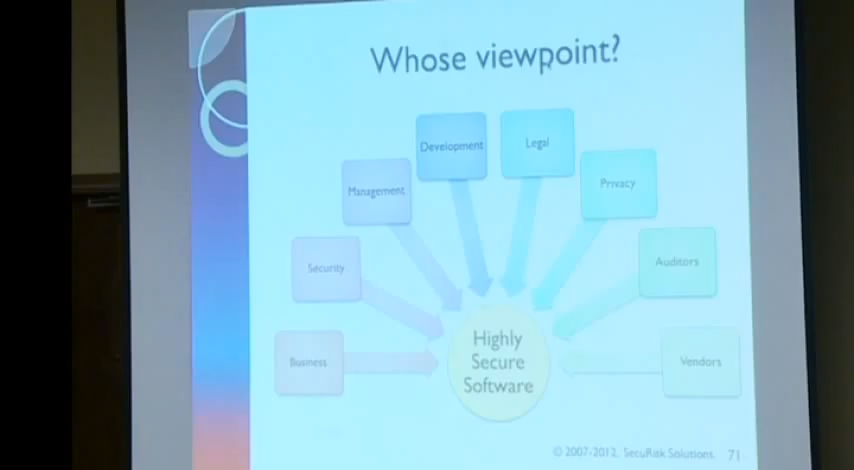 Whose viewpoint?
Development
Legal
Management
Privacy
Security
Auditors
Business
Highly
Secure
Software
Vendors
© 2007-2012, SecuRisk Solutions. 71